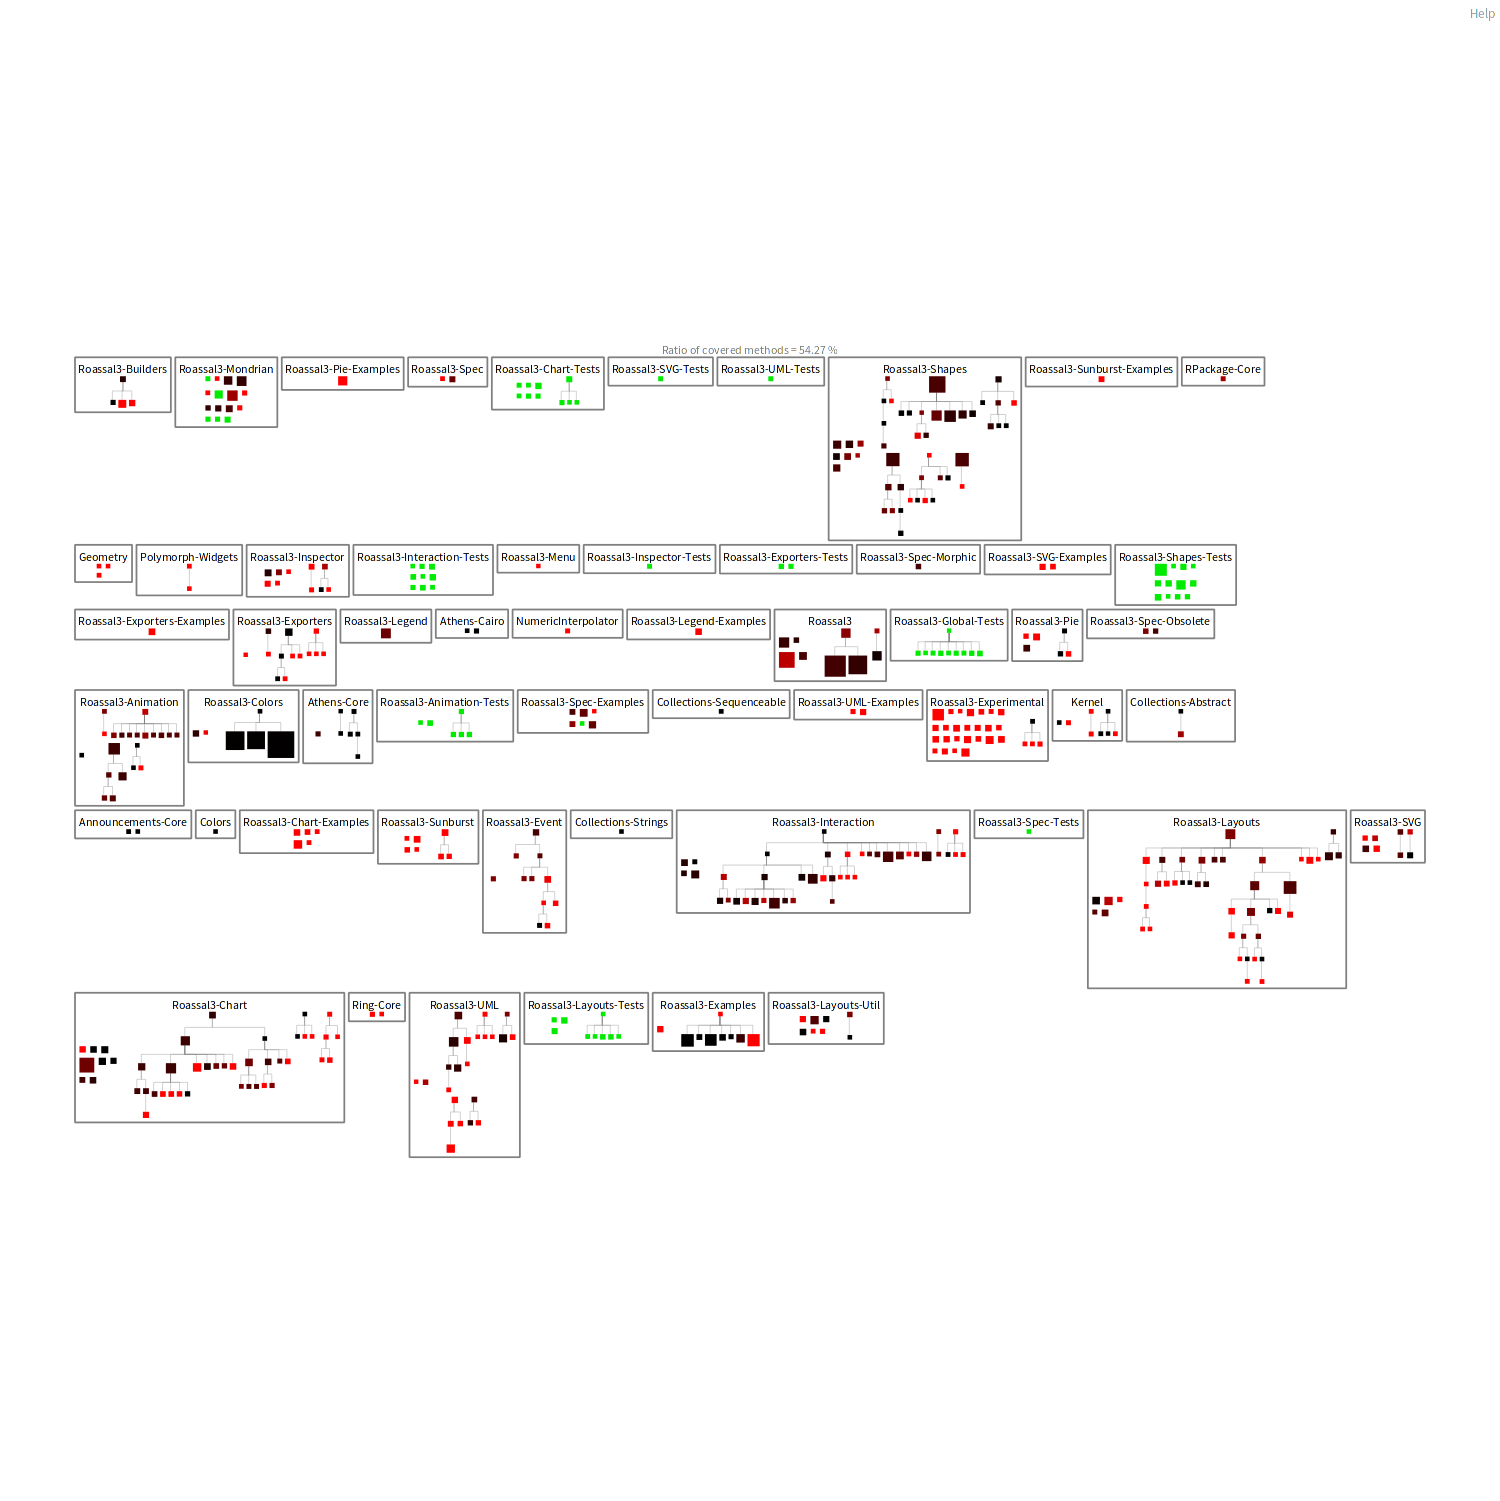 Help
Ratio of covered methods = 54.27 %
Roassal3-Builders
Roassal3-Mondrian
Roassal3-Pie-Examples
Roassal3-Spec
Roassal3-Chart-Tests
Roassal3-SVG-Tests
Roassal3-UML-Tests
Roassal3-Shapes
Roassal3-Sunburst-Examples
RPackage-Core
Geometry
Polymorph-Widgets
Roassal3-Inspector
Roassal3-Interaction-Tests
Roassal3-Menu
Roassal3-Inspector-Tests
Roassal3-Exporters-Tests
Roassal3-Spec-Morphic
Roassal3-SVG-Examples
Roassal3-Shapes-Tests
Roassal3-Exporters-Examples
Roassal3-Exporters
Roassal3-Legend
Athens-Cairo
NumericInterpolator
Roassal3-Legend-Examples
Roassal3
Roassal3-Global-Tests
Roassal3-Pie
Roassal3-Spec-Obsolete
Roassal3-Animation
Roassal3-Colors
Athens-Core
Roassal3-Animation-Tests
Roassal3-Spec-Examples
Collections-Sequenceable
Roassal3-UML-Examples
Roassal3-Experimental
Kernel
Collections-Abstract
Announcements-Core
Colors
Roassal3-Chart-Examples
Roassal3-Sunburst
Roassal3-Event
Collections-Strings
Roassal3-Interaction
Roassal3-Spec-Tests
Roassal3-Layouts
Roassal3-SVG
Roassal3-Chart
Ring-Core
Roassal3-UML
Roassal3-Layouts-Tests
Roassal3-Examples
Roassal3-Layouts-Util